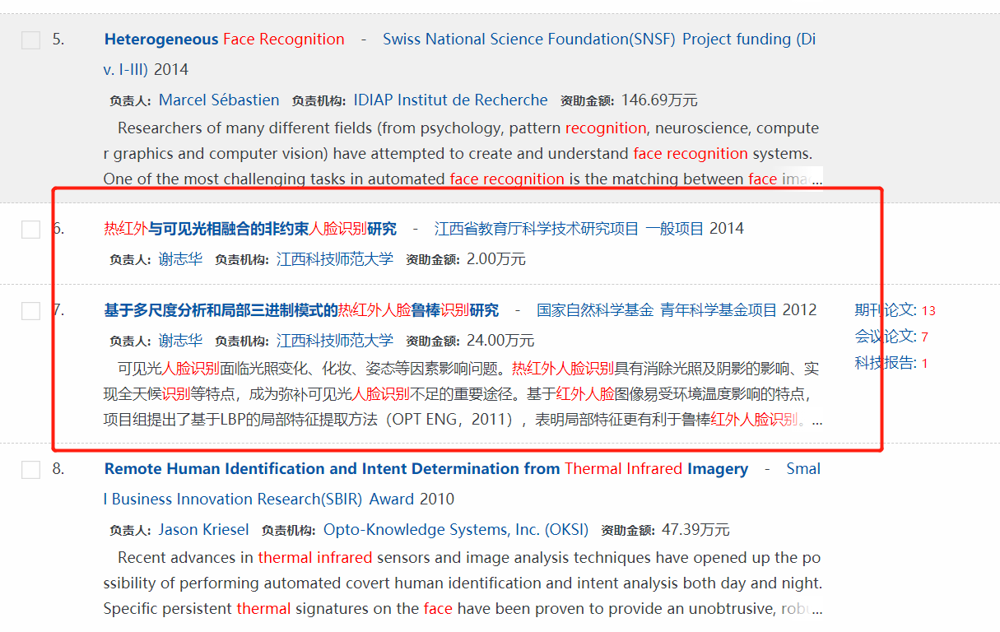 5. Heterogeneous Face Recognition - Swiss National Science Foundation(SNSF) Project funding (Di
v. I-III) 2014
负责人: Marcel Sébastien 负责机构: IDIAP Institut de Recherche 资助金额: 146.69万元
Researchers of many different fields (from psychology, pattern recognition, neuroscience, compute
r graphics and computer vision) have attempted to create and understand face recognition systems.
One of the most challenging tasks in automated face recognition is the matching between face ima...
6. 热红外与可见光相融合的非约束人脸识别研究 - 江西省教育厅科学技术研究项目 一般项目 2014
负责人: 谢志华 负责机构: 江西科技师范大学 资助金额: 2.00万元
7. 基于多尺度分析和局部三进制模式的热红外人脸鲁棒识别研究 - 国家自然科学基金 青年科学基金项目 2012
期刊论文: 13
负责人: 谢志华 负责机构: 江西科技师范大学 资助金额: 24.00万元
会议论文: 7
可见光人脸识别面临光照变化、化妆、姿态等因素影响问题。热红外人脸识别具有消除光照及阴影的影响、实
科技报告: 1
现全天候识别等特点，成为弥补可见光人脸识别不足的重要途径。基于红外人脸图像易受环境温度影响的特点，
项目组提出了基于LBP的局部特征提取方法（OPT ENG，2011），表明局部特征更有利于鲁棒红外人脸识别。...
8. Remote Human Identification and Intent Determination from Thermal Infrared Imagery - Smal
l Business Innovation Research(SBIR) Award 2010
负责人: Jason Kriesel 负责机构: Opto-Knowledge Systems, Inc. (OKSI) 资助金额: 47.39万元
Recent advances in thermal infrared sensors and image analysis techniques have opened up the po
ssibility of performing automated covert human identification and intent analysis both day and night.
Specific persistent thermal signatures on the face have been proven to provide an unobtrusive, rob...